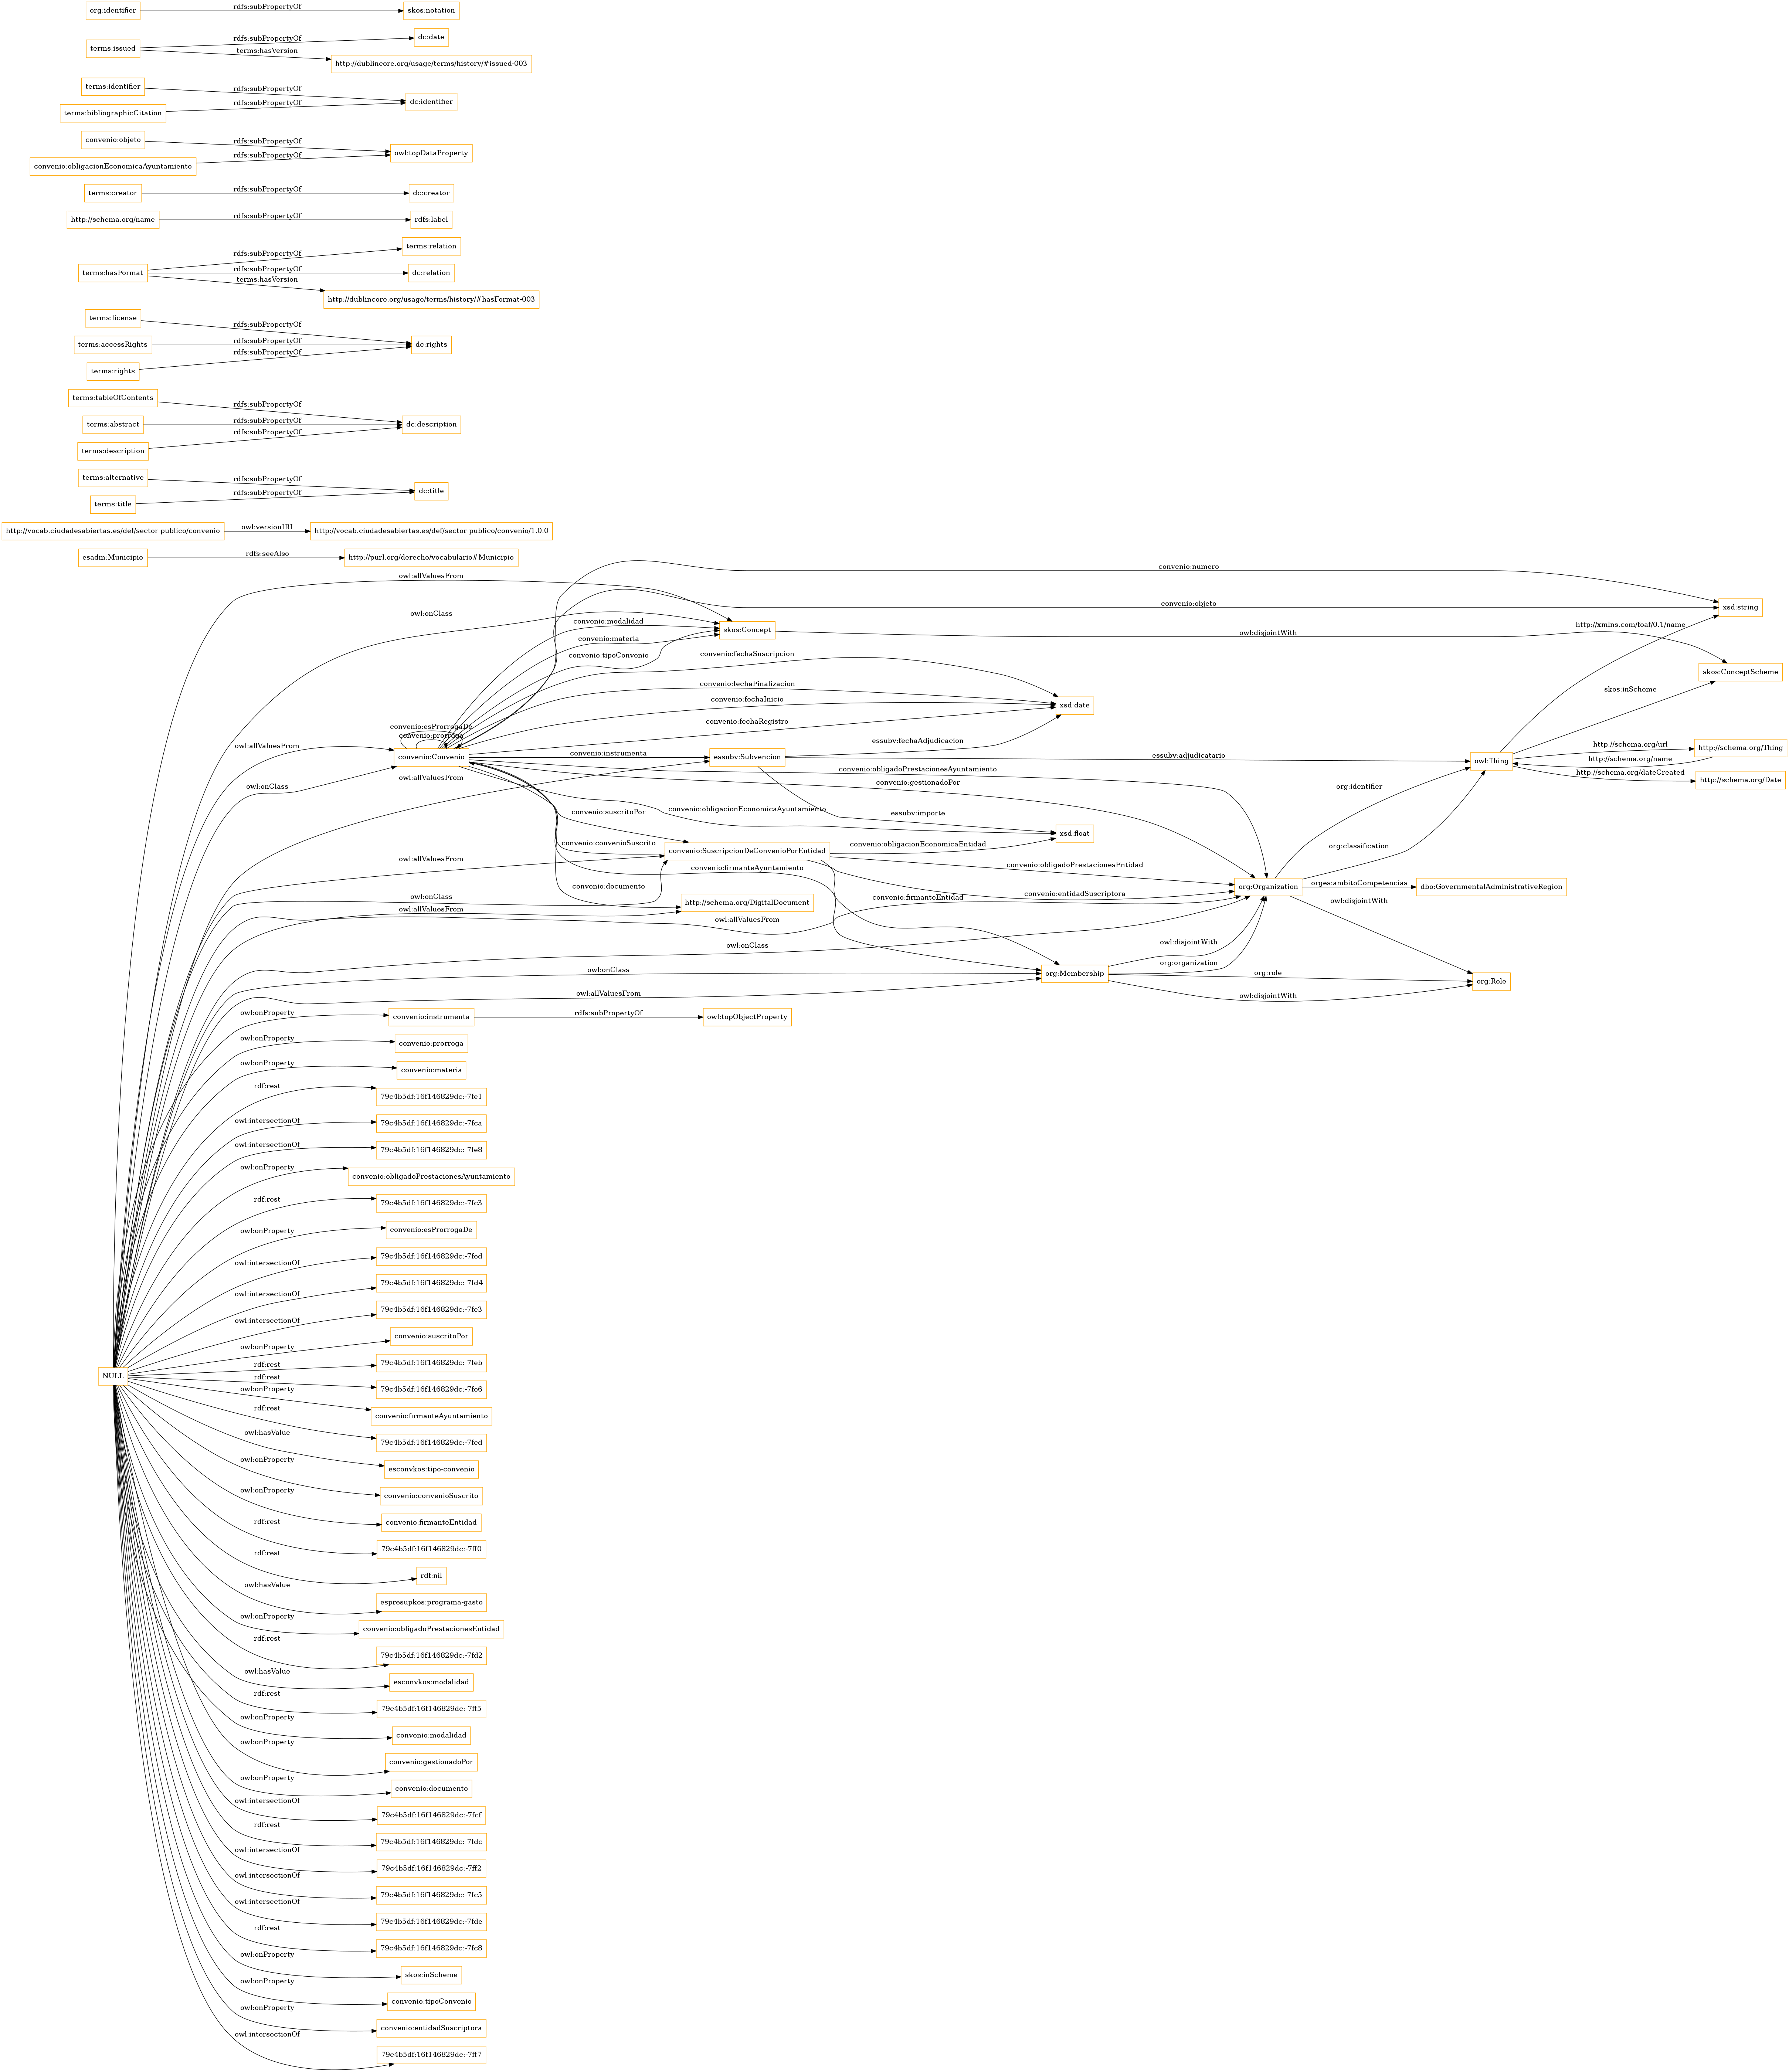 org:identifier
rdfs:subPropertyOf
skos:notation
terms:issued
rdfs:subPropertyOf
dc:date
terms:hasVersion
http://dublincore.org/usage/terms/history/#issued-003
terms:identifier
rdfs:subPropertyOf
dc:identifier
terms:bibliographicCitation
rdfs:subPropertyOf
convenio:objeto
rdfs:subPropertyOf
owl:topDataProperty
convenio:obligacionEconomicaAyuntamiento
rdfs:subPropertyOf
terms:creator
rdfs:subPropertyOf
dc:creator
http://schema.org/name
rdfs:subPropertyOf
rdfs:label
terms:hasFormat
rdfs:subPropertyOf
terms:relation
rdfs:subPropertyOf
dc:relation
terms:hasVersion
http://dublincore.org/usage/terms/history/#hasFormat-003
terms:license
rdfs:subPropertyOf
terms:accessRights
rdfs:subPropertyOf
dc:rights
terms:rights
rdfs:subPropertyOf
terms:tableOfContents
rdfs:subPropertyOf
terms:abstract
rdfs:subPropertyOf
dc:description
terms:description
rdfs:subPropertyOf
terms:alternative
rdfs:subPropertyOf
dc:title
terms:title
rdfs:subPropertyOf
http://vocab.ciudadesabiertas.es/def/sector-publico/convenio
owl:versionIRI
http://vocab.ciudadesabiertas.es/def/sector-publico/convenio/1.0.0
esadm:Municipio
rdfs:seeAlso
http://purl.org/derecho/vocabulario#Municipio
convenio:numero
owl:allValuesFrom
convenio:objeto
xsd:string
owl:onClass
convenio:modalidad
skos:Concept
http://xmlns.com/foaf/0.1/name
owl:disjointWith
convenio:materia
convenio:tipoConvenio
convenio:fechaSuscripcion
skos:ConceptScheme
skos:inScheme
convenio:fechaFinalizacion
convenio:fechaInicio
xsd:date
convenio:fechaRegistro
convenio:esProrrogaDe
convenio:prorroga
owl:allValuesFrom
convenio:Convenio
convenio:instrumenta
essubv:Subvencion
essubv:fechaAdjudicacion
essubv:adjudicatario
owl:Thing
http://schema.org/url
http://schema.org/Thing
http://schema.org/name
http://schema.org/dateCreated
http://schema.org/Date
convenio:obligadoPrestacionesAyuntamiento
convenio:gestionadoPor
owl:allValuesFrom
owl:onClass
org:identifier
convenio:obligacionEconomicaAyuntamiento
essubv:importe
convenio:suscritoPor
xsd:float
convenio:convenioSuscrito
convenio:SuscripcionDeConvenioPorEntidad
convenio:obligacionEconomicaEntidad
org:classification
owl:allValuesFrom
convenio:firmanteAyuntamiento
convenio:obligadoPrestacionesEntidad
convenio:documento
convenio:entidadSuscriptora
org:Organization
orges:ambitoCompetencias
dbo:GovernmentalAdministrativeRegion
owl:onClass
http://schema.org/DigitalDocument
convenio:firmanteEntidad
owl:disjointWith
owl:allValuesFrom
owl:allValuesFrom
owl:onClass
owl:disjointWith
org:organization
owl:onClass
org:Membership
org:role
org:Role
owl:allValuesFrom
owl:disjointWith
owl:onProperty
convenio:instrumenta
rdfs:subPropertyOf
owl:topObjectProperty
owl:onProperty
convenio:prorroga
owl:onProperty
convenio:materia
rdf:rest
79c4b5df:16f146829dc:-7fe1
owl:intersectionOf
79c4b5df:16f146829dc:-7fca
owl:intersectionOf
79c4b5df:16f146829dc:-7fe8
owl:onProperty
convenio:obligadoPrestacionesAyuntamiento
rdf:rest
79c4b5df:16f146829dc:-7fc3
owl:onProperty
convenio:esProrrogaDe
owl:intersectionOf
79c4b5df:16f146829dc:-7fed
owl:intersectionOf
79c4b5df:16f146829dc:-7fd4
owl:intersectionOf
79c4b5df:16f146829dc:-7fe3
owl:onProperty
convenio:suscritoPor
rdf:rest
79c4b5df:16f146829dc:-7feb
NULL
rdf:rest
79c4b5df:16f146829dc:-7fe6
owl:onProperty
convenio:firmanteAyuntamiento
rdf:rest
79c4b5df:16f146829dc:-7fcd
owl:hasValue
esconvkos:tipo-convenio
owl:onProperty
convenio:convenioSuscrito
owl:onProperty
convenio:firmanteEntidad
rdf:rest
79c4b5df:16f146829dc:-7ff0
rdf:rest
rdf:nil
owl:hasValue
espresupkos:programa-gasto
owl:onProperty
convenio:obligadoPrestacionesEntidad
rdf:rest
79c4b5df:16f146829dc:-7fd2
owl:hasValue
esconvkos:modalidad
rdf:rest
79c4b5df:16f146829dc:-7ff5
owl:onProperty
convenio:modalidad
owl:onProperty
convenio:gestionadoPor
owl:onProperty
convenio:documento
owl:intersectionOf
79c4b5df:16f146829dc:-7fcf
rdf:rest
79c4b5df:16f146829dc:-7fdc
owl:intersectionOf
79c4b5df:16f146829dc:-7ff2
owl:intersectionOf
79c4b5df:16f146829dc:-7fc5
owl:intersectionOf
79c4b5df:16f146829dc:-7fde
rdf:rest
79c4b5df:16f146829dc:-7fc8
owl:onProperty
skos:inScheme
owl:onProperty
convenio:tipoConvenio
owl:onProperty
convenio:entidadSuscriptora
owl:intersectionOf
79c4b5df:16f146829dc:-7ff7